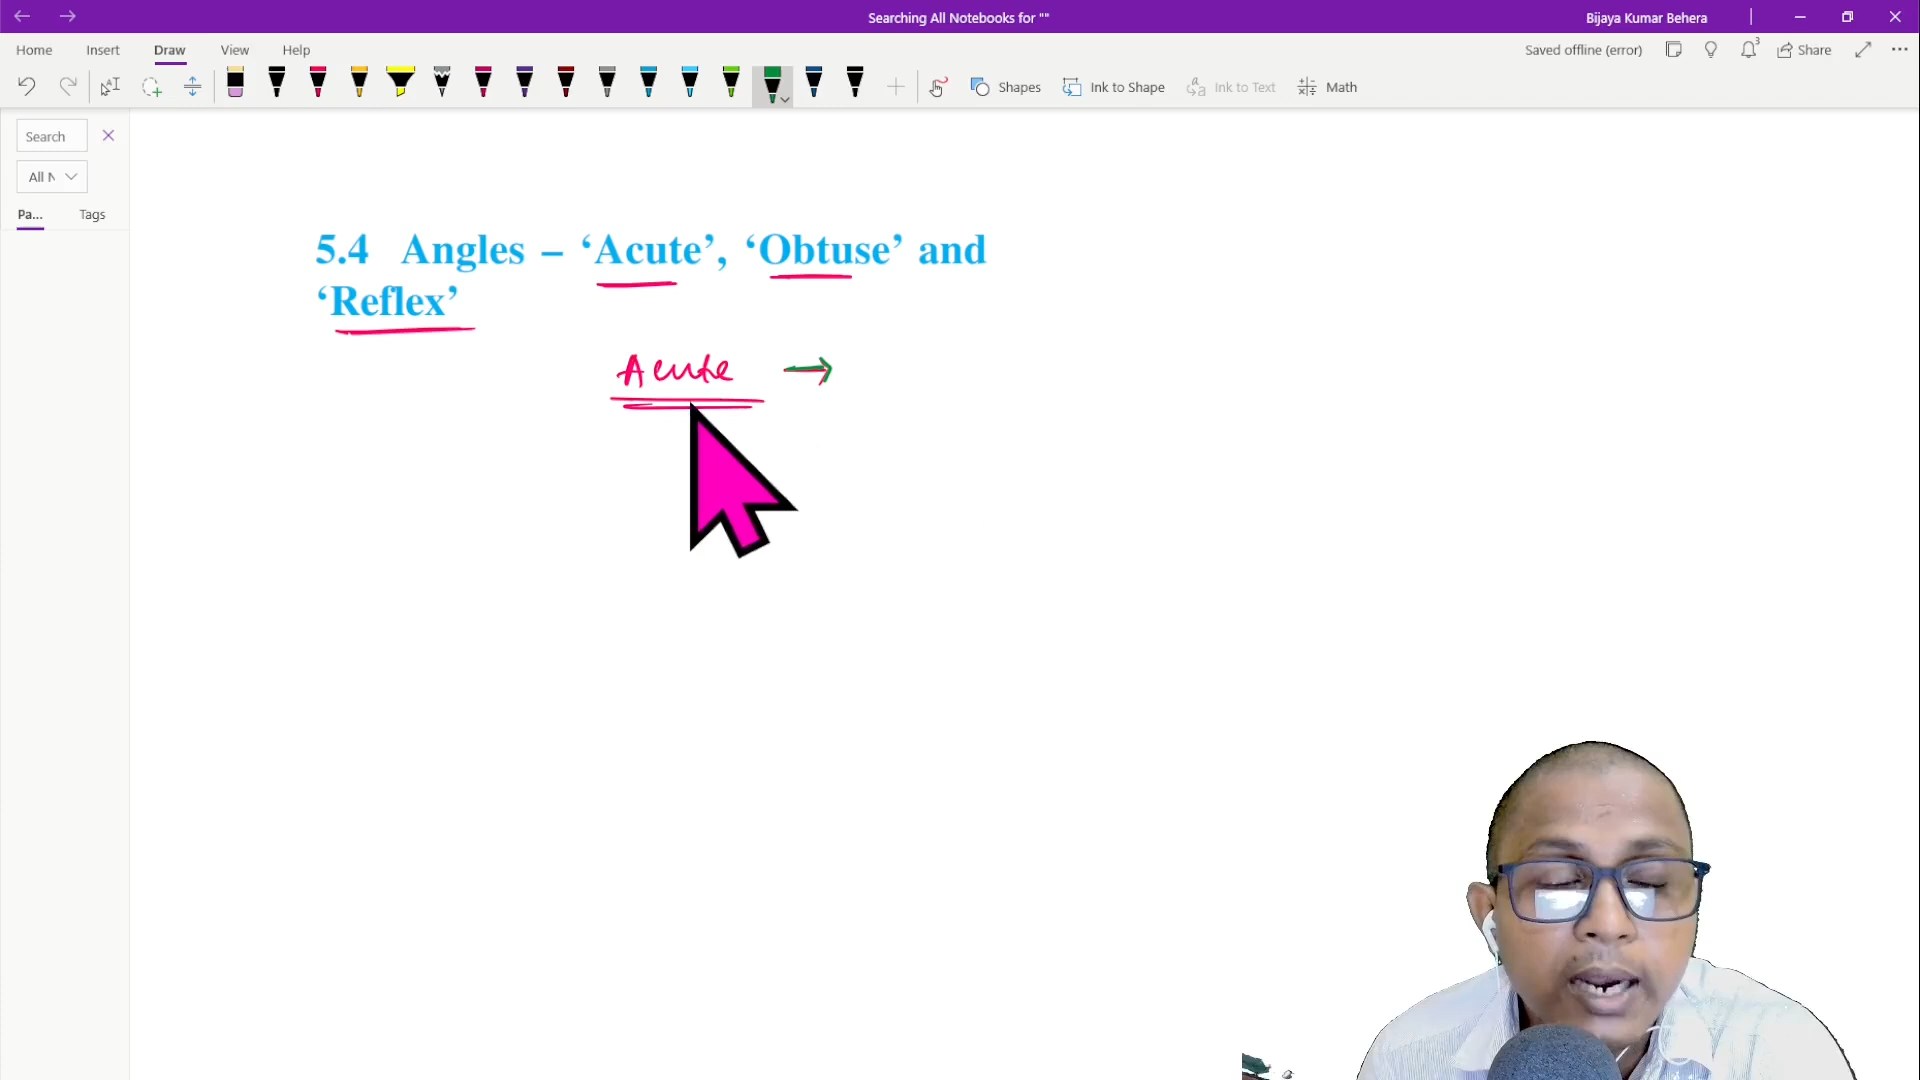 Searching All Notebooks for ""
Bijaya Kumar Behera
Home Insert Draw View Help
Saved offline (error)
3
Share
Shapes
Ink to Shape
Ink to Text
Math
Search
All N
Pa... Tags
5.4 Angles – ‘Acute’, ‘Obtuse’ and
‘Reflex’
Acute →